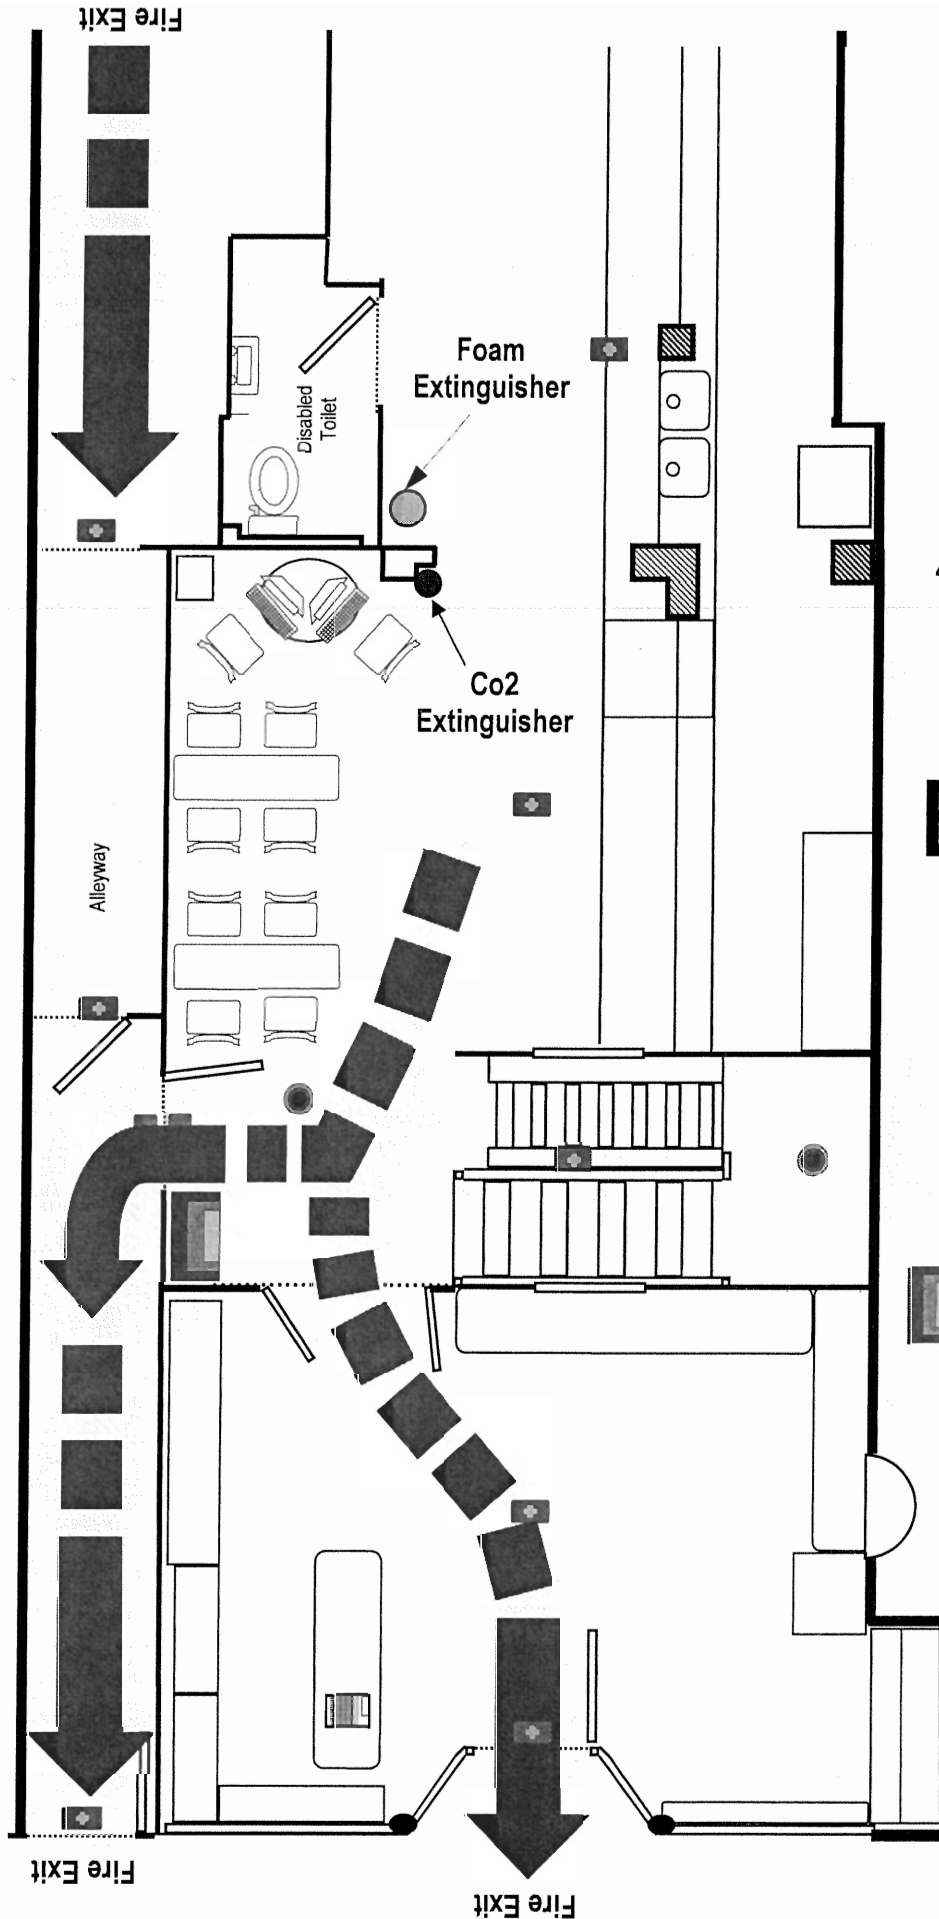 Fire Exit
Foam
Extinguisher
Disabled
Toilet
Co2
Extinguisher
Alleyway
Fire Exit
Fire Exit